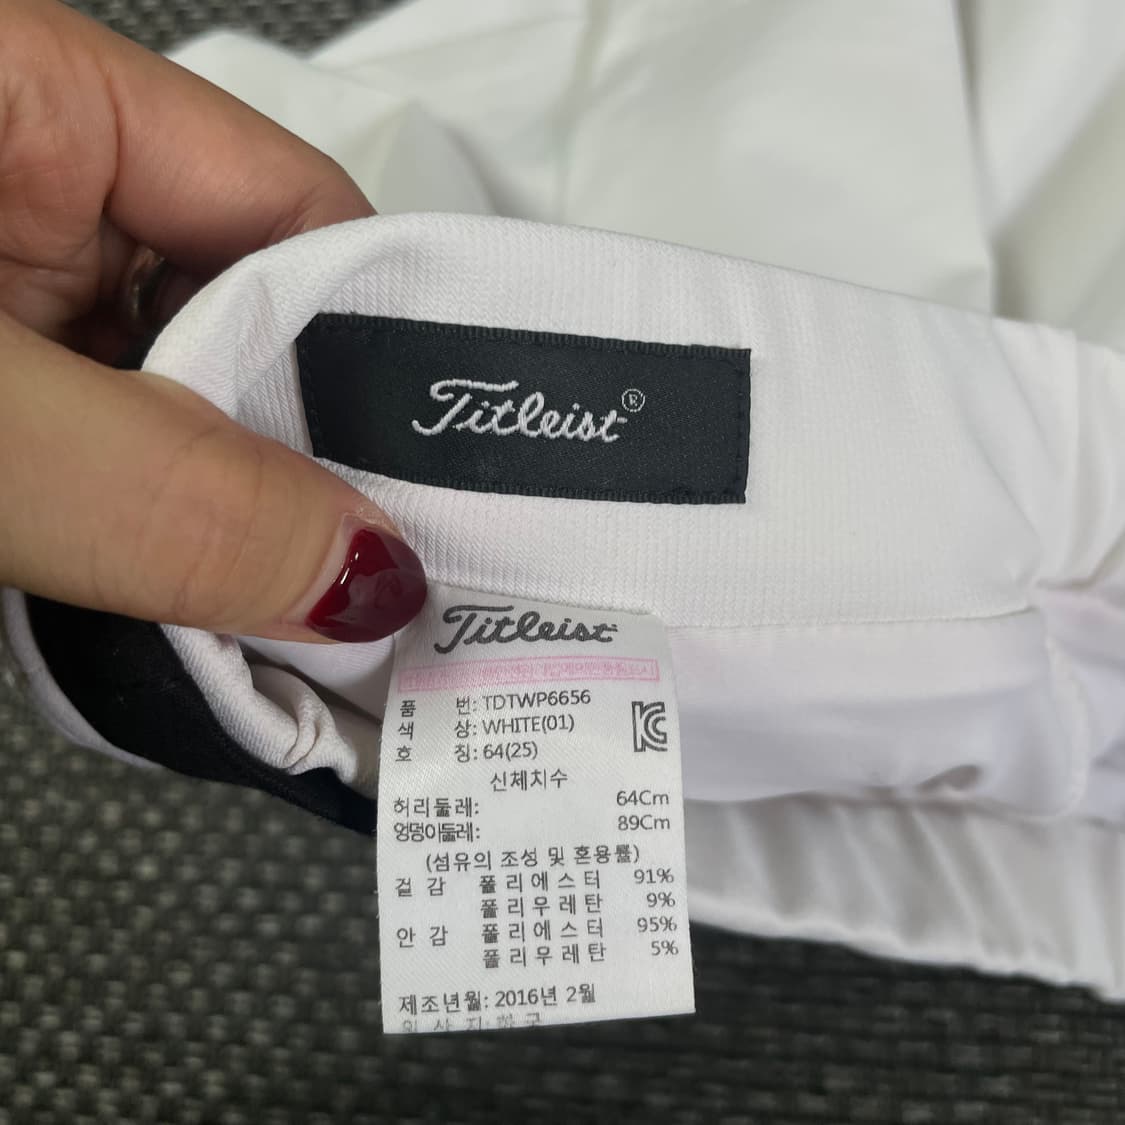 Titleist®
Titleist
품 번: TDTWP6656
색 상: WHITE(01)
호 칭: 64(25)
신체치수
허리둘레: 64Cm
엉덩이둘레: 89Cm
(섬유의 조성 및 혼용률)
겉 감 폴리에스터 91%
폴리우레탄 9%
안 감 폴리에스터 95%
폴리우레탄 5%
제조년월: 2016년 2월